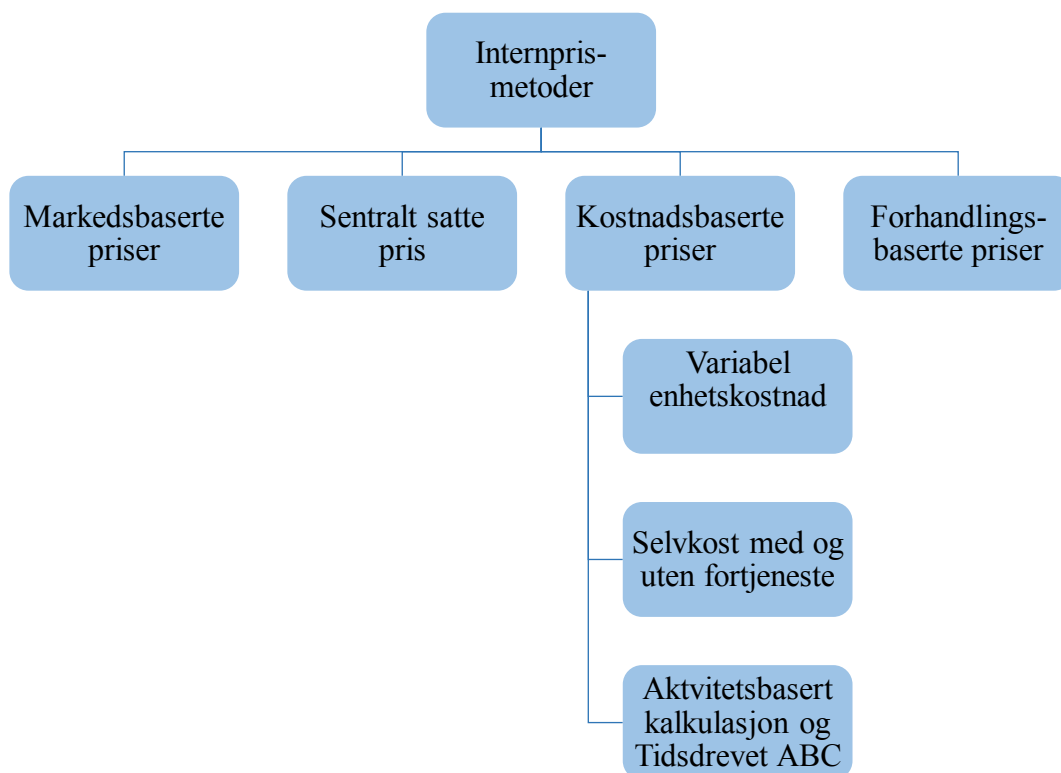 Internpris-
metoder
Markedsbaserte
priser
Sentralt satte
pris
Kostnadsbaserte
priser
Forhandlings-
baserte priser
Variabel
enhetskostnad
Selvkost med og
uten fortjeneste
Aktvitetsbasert
kalkulasjon og
Tidsdrevet ABC